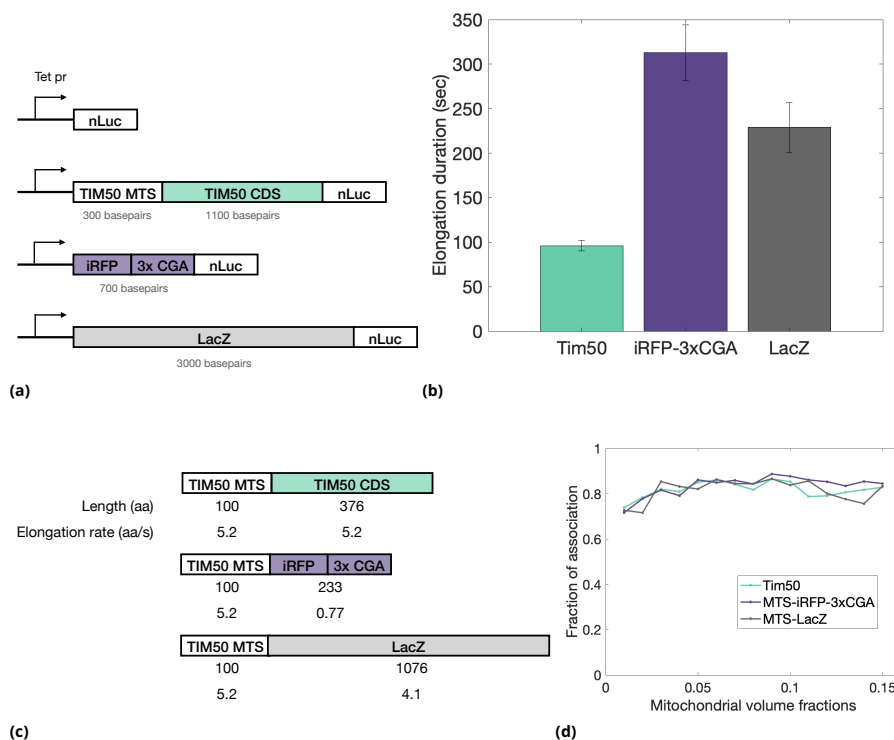 Tet pr
nLuc
TIM50 MTS TIM50 CDS nLuc
300 basepairs 1100 basepairs
iRFP 3x CGA nLuc
700 basepairs
LacZ nLuc
3000 basepairs
(a)
Elongation duration (sec)
350
300
250
200
150
100
50
0
Tim50 iRFP-3xCGA LacZ
(b)
TIM50 MTS TIM50 CDS
Length (aa) 100 376
Elongation rate (aa/s) 5.2 5.2
TIM50 MTS iRFP 3x CGA
100 233
5.2 0.77
TIM50 MTS LacZ
100 1076
5.2 4.1
(c)
Fraction of association
1
0.8
0.6
0.4
0.2
0
Tim50
MTS-iRFP-3xCGA
MTS-LacZ
0 0.05 0.1 0.15
Mitochondrial volume fractions
(d)